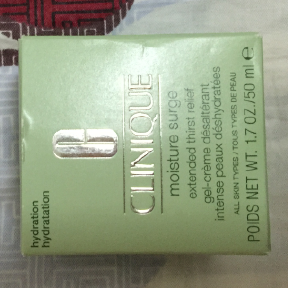 CLINIQUE
moisture surge
extended thirst relief
gel-crème désaltérant
intense peaux déshydratées
ALL SKIN TYPES / TOUS TYPES DE PEAU
POIDS NET WT. 1.7 OZ./50 ml e
hydration
hydratation